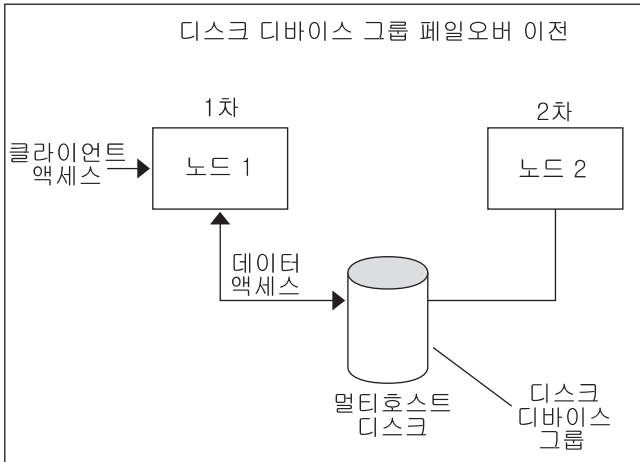 디스크 디바이스 그룹 페일오버 이전
1차
2차
클라이언트
액세스
노드 1
노드 2
데이터
액세스
멀티호스트
디스크
디스크
디바이스
그룹